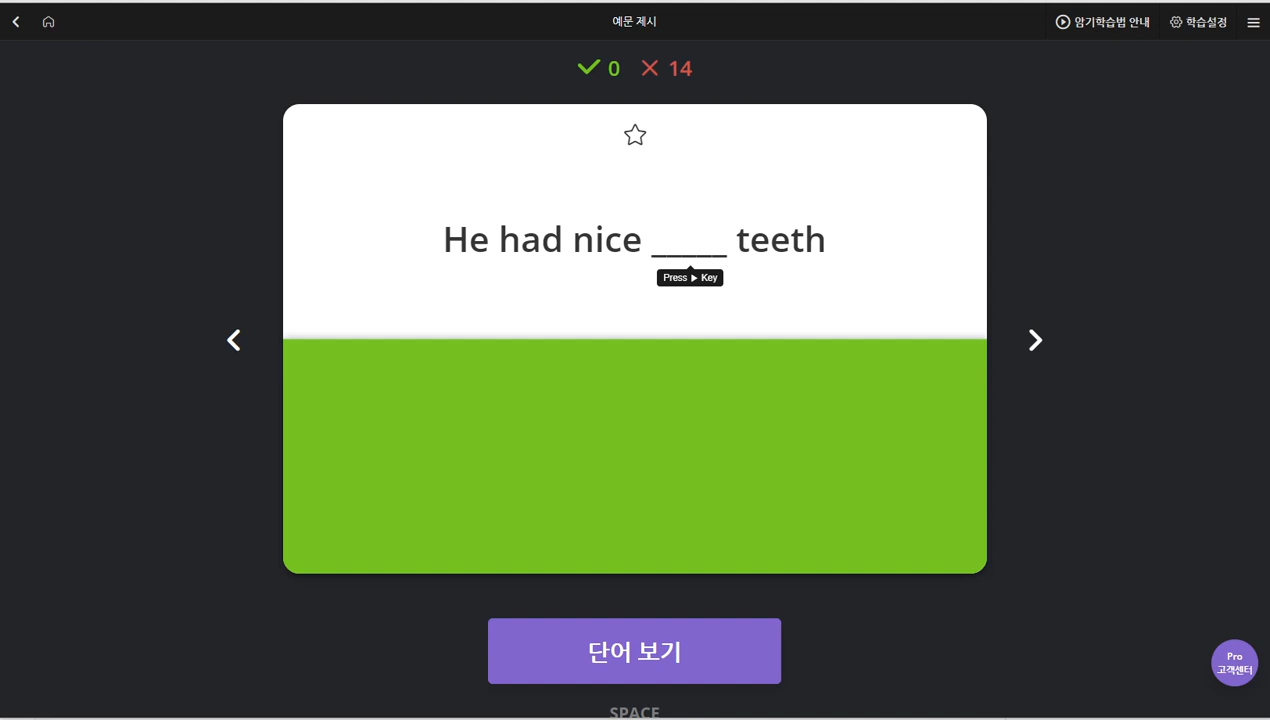 예문 제시
암기학습법 안내
학습설정
0
14
He had nice _____ teeth
Press ▶ Key
단어 보기
Pro
고객센터
SPACE